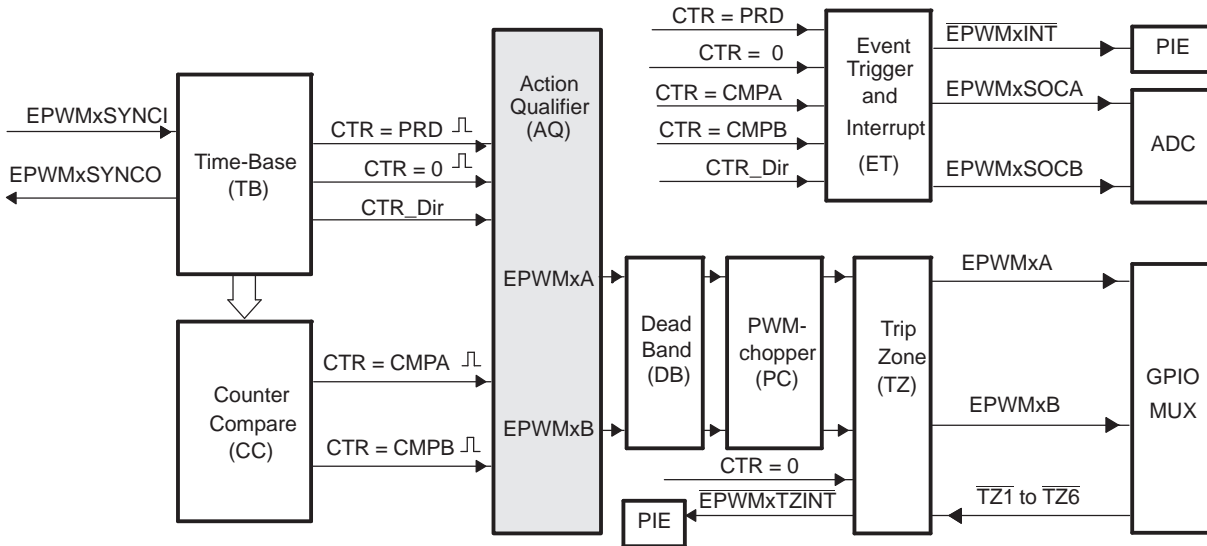 EPWMxSYNCI
EPWMxSYNCO
Time-Base
(TB)
CTR = PRD
CTR = 0
CTR_Dir
Counter
Compare
(CC)
CTR = CMPA
CTR = CMPB
Action
Qualifier
(AQ)
EPWMxA
EPWMxB
CTR = PRD
CTR = 0
CTR = CMPA
CTR = CMPB
CTR_Dir
Event
Trigger
and
Interrupt
(ET)
EPWMxINT
EPWMxSOCA
EPWMxSOCB
PIE
ADC
Dead
Band
(DB)
PWM-
chopper
(PC)
Trip
Zone
(TZ)
CTR = 0
EPWMxTZINT
PIE
EPWMxA
EPWMxB
TZ1 to TZ6
GPIO
MUX